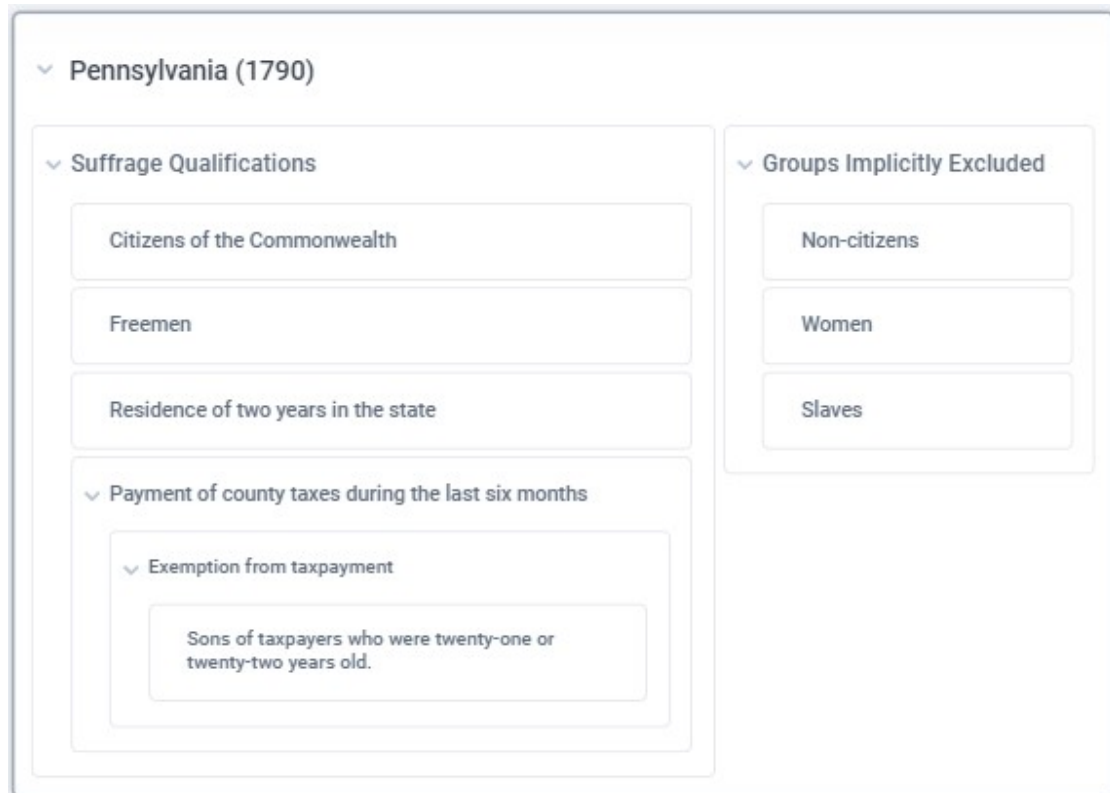 Pennsylvania (1790)
Suffrage Qualifications
Citizens of the Commonwealth
Freemen
Residence of two years in the state
Payment of county taxes during the last six months
Exemption from taxpayment
Sons of taxpayers who were twenty-one or
twenty-two years old.
Groups Implicitly Excluded
Non-citizens
Women
Slaves